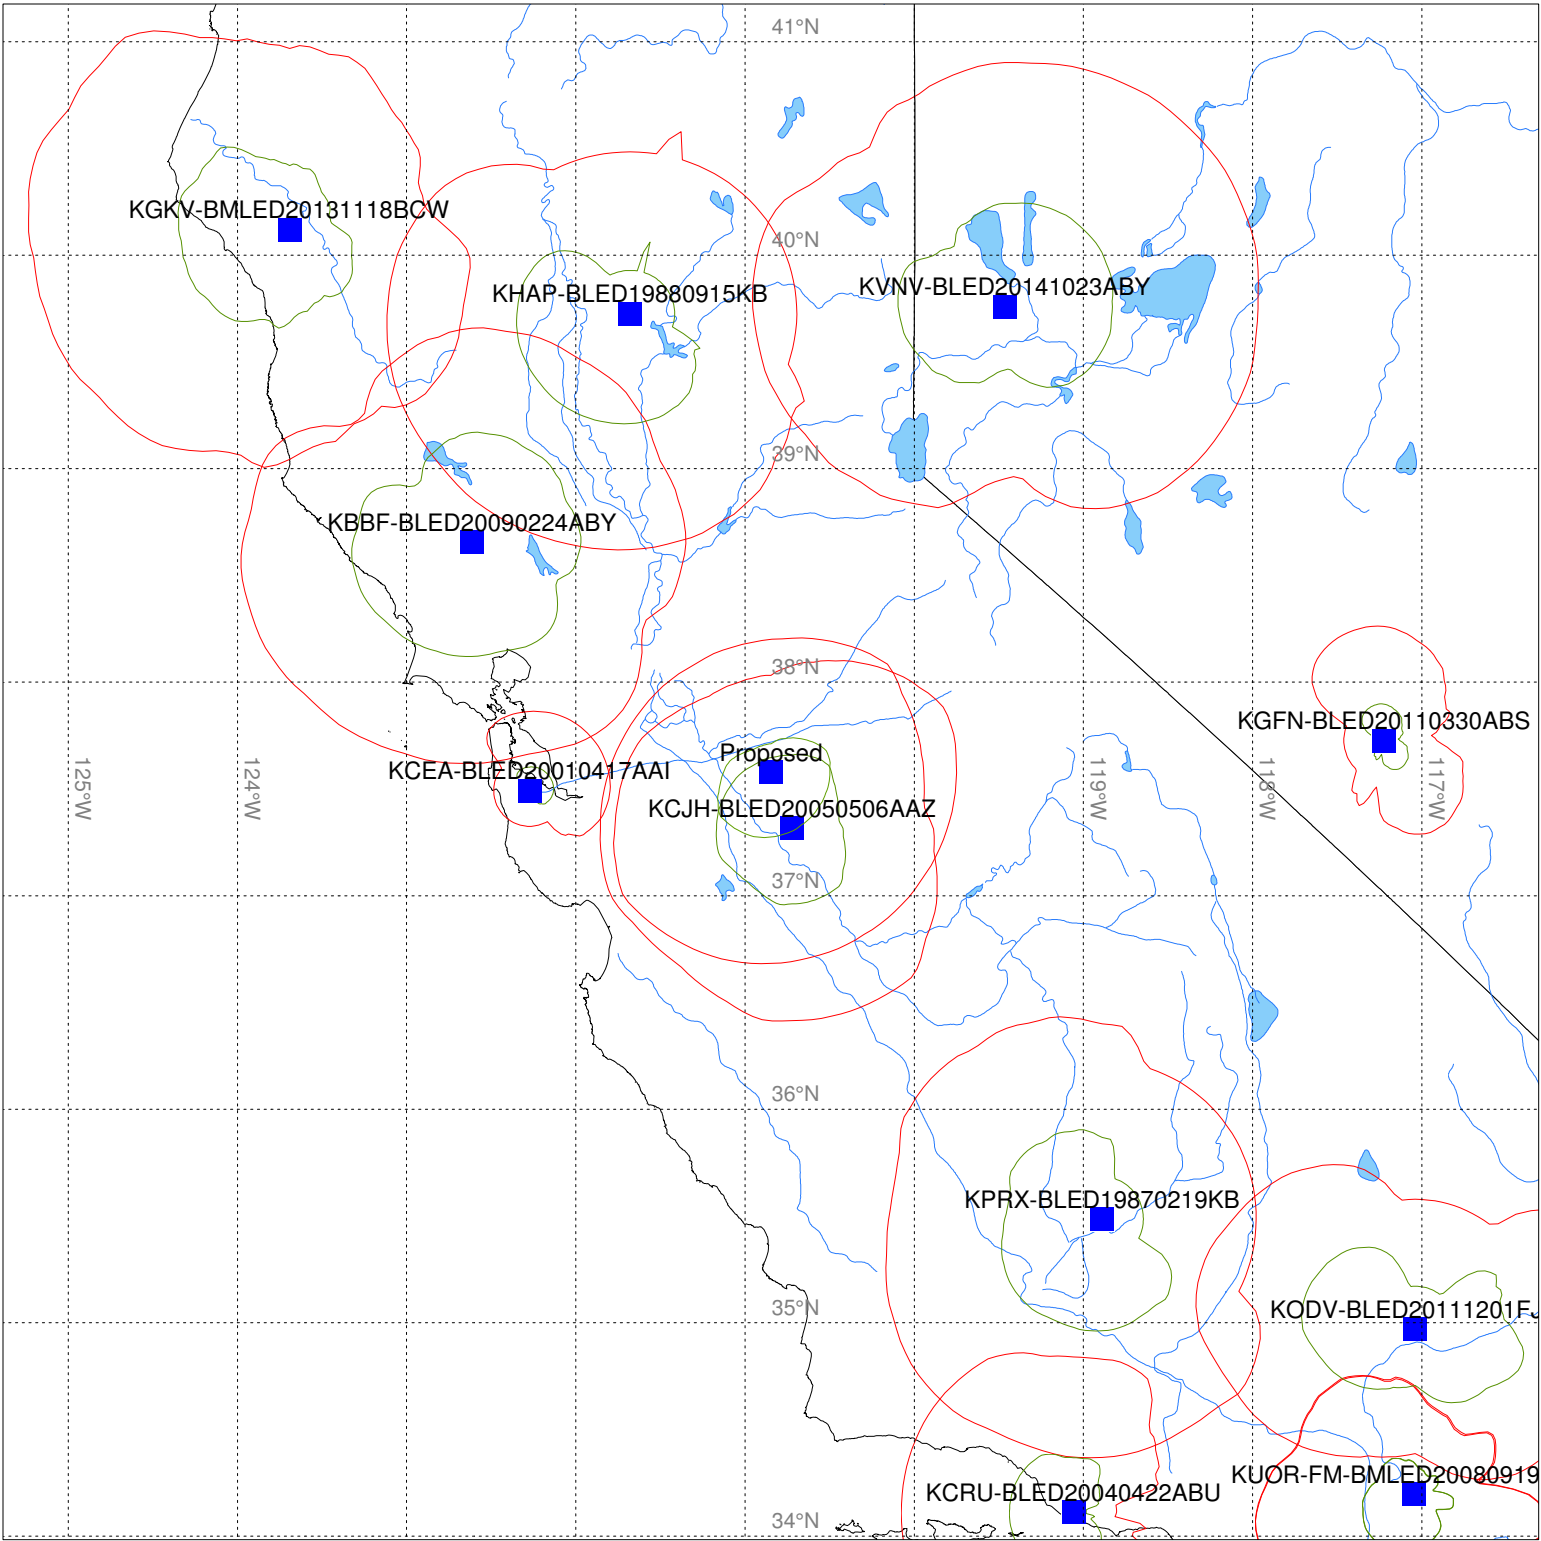 41°N
KGKV-BMLED20131118BCW
40°N
KHAP-BLED19880915KB
KVNV-BLED20141023ABY
39°N
KBBF-BLED20090224ABY
38°N
KGFN-BLED20110330ABS
Proposed
KCEA-BLED20010417AAI
125°W
124°W
119°W
118°W
117°W
KCJH-BLED20050506AAZ
37°N
36°N
KPRX-BLED19870219KB
35°N
KODV-BLED20111201FJ
KUOR-FM-BMLED20080919
KCRU-BLED20040422ABU
34°N